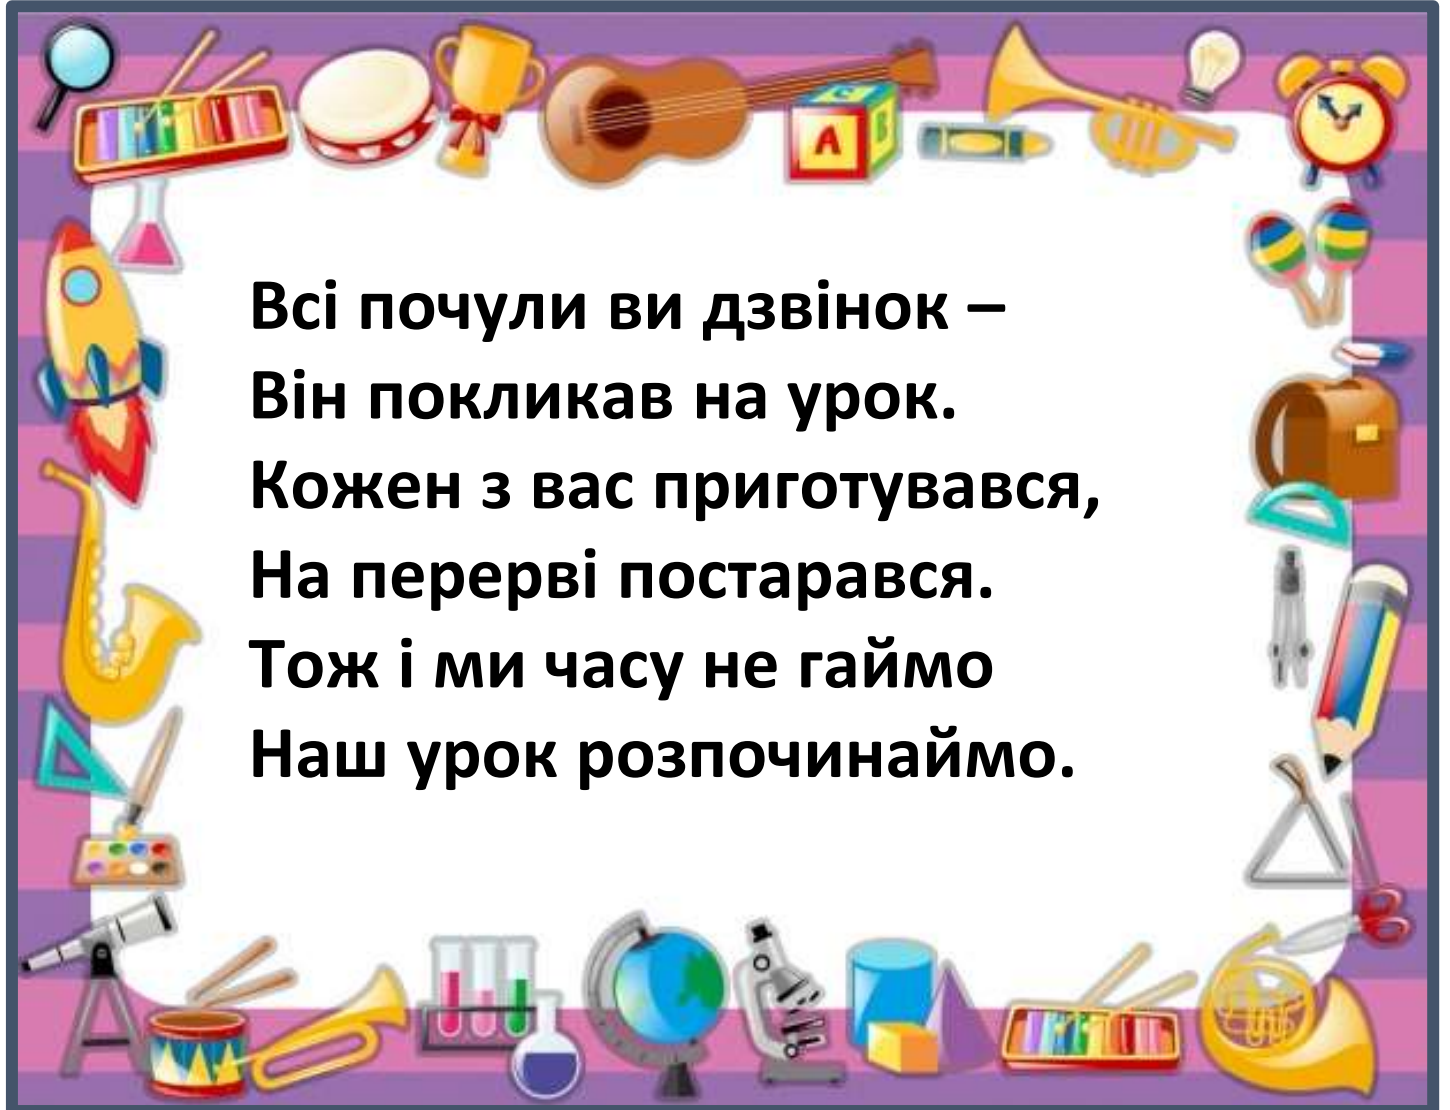 Всі почули ви дзвінок –
Він покликав на урок.
Кожен з вас приготувався,
На перерві постарався.
Тож і ми часу не гаймо
Наш урок розпочинаймо.
A
B
C